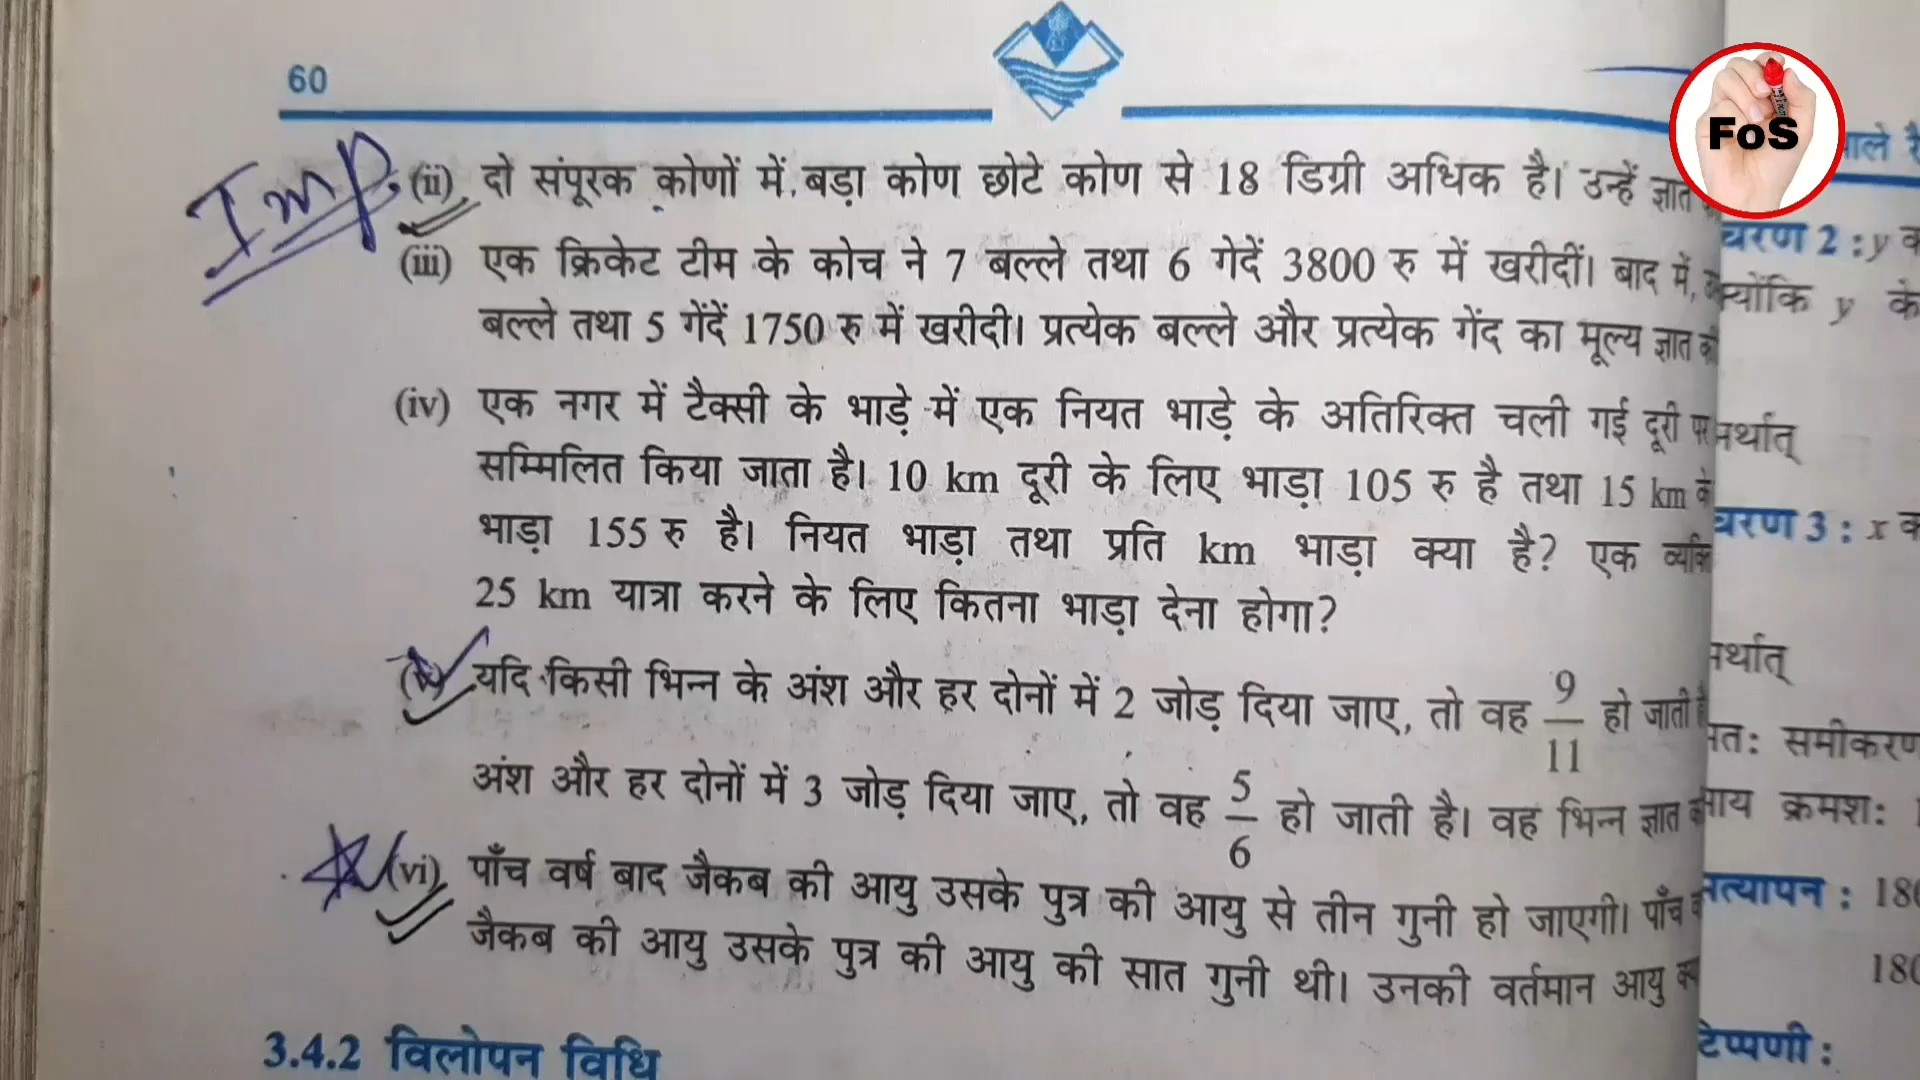 60
FoS
Imp.
(ii) दो संपूरक कोणों में बड़ा कोण छोटे कोण से 18 डिग्री अधिक है। उन्हें ज्ञात
(iii) एक क्रिकेट टीम के कोच ने 7 बल्ले तथा 6 गेदें 3800 रु में खरीदीं। बाद में,
बल्ले तथा 5 गेंदें 1750 रु में खरीदी। प्रत्येक बल्ले और प्रत्येक गेंद का मूल्य ज्ञात
(iv) एक नगर में टैक्सी के भाड़े में एक नियत भाड़े के अतिरिक्त चली गई दूरी पर
सम्मिलित किया जाता है। 10 km दूरी के लिए भाड़ा 105 रु है तथा 15 km के
भाड़ा 155 रु है। नियत भाड़ा तथा प्रति km भाड़ा क्या है? एक
25 km यात्रा करने के लिए कितना भाड़ा देना होगा?
(v) यदि किसी भिन्न के अंश और हर दोनों में 2 जोड़ दिया जाए, तो वह 9/11 हो जाती
अंश और हर दोनों में 3 जोड़ दिया जाए, तो वह 5/6 हो जाती है। वह भिन्न ज्ञात
(vi) पाँच वर्ष बाद जैकब की आयु उसके पुत्र की आयु से तीन गुनी हो जाएगी। पाँच
जैकब की आयु उसके पुत्र की आयु की सात गुनी थी। उनकी वर्तमान आयु
3.4.2 विलोपन विधि
चरण 2 : y
क्योंकि y के
अर्थात्
चरण 3 : x
अर्थात्
अतः समीकरण
आय क्रमशः
सत्यापन : 180
180
टिप्पणी :